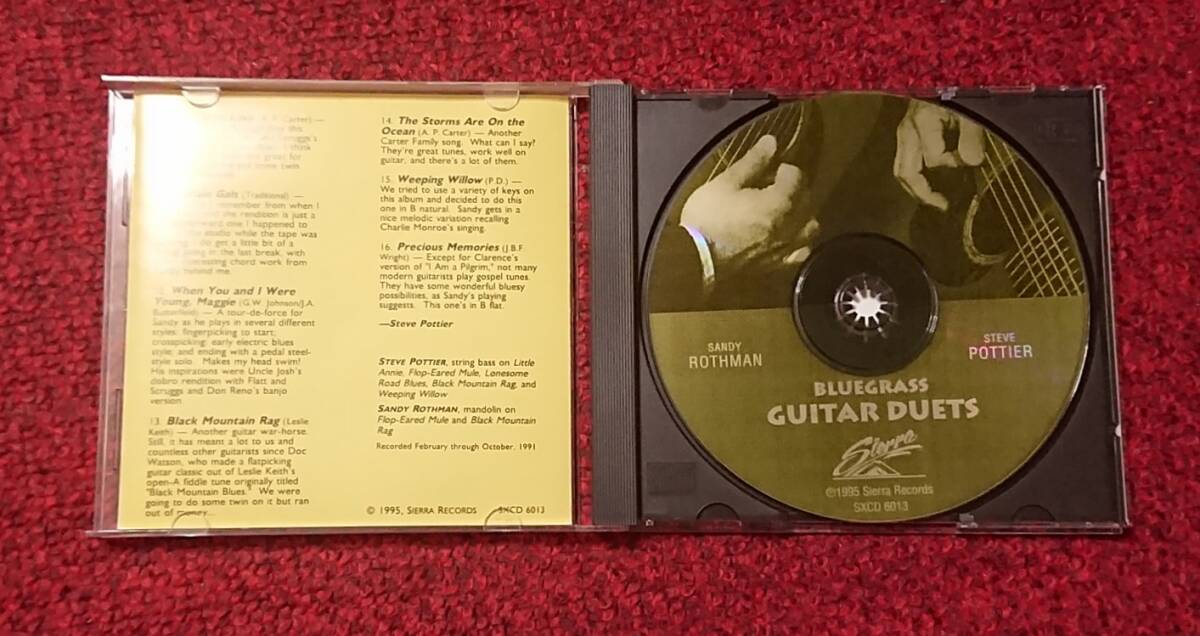 A. P. Carter) —
this
Scruggs's
think
great for
some twin
Gals (Traditional) —
remember from when I
the rendition is just a
one I happened to
studio while the tape was
do get a little bit of a
in the last break, with
interesting chord work from
behind me.
12. When You and I Were
Young, Maggie (G.W. Johnson/J.A.
Butterfield) — A tour-de-force for
Sandy as he plays in several different
styles: fingerpicking to start;
crosspicking; early electric blues
style; and ending with a pedal steel-
style solo. Makes my head swim!
His inspirations were Uncle Josh's
dobro rendition with Flatt and
Scruggs and Don Reno's banjo
version.
13. Black Mountain Rag (Leslie
Keith) — Another guitar war-horse.
Still, it has meant a lot to us and
countless other guitarists since Doc
Watson, who made a flatpicking
guitar classic out of Leslie Keith's
open-A fiddle tune originally titled
"Black Mountain Blues." We were
going to do some twin on it but ran
out of money...
14. The Storms Are On the
Ocean (A. P. Carter) — Another
Carter Family song. What can I say?
They're great tunes, work well on
guitar, and there's a lot of them.
15. Weeping Willow (P.D.) —
We tried to use a variety of keys on
this album and decided to do this
one in B natural. Sandy gets in a
nice melodic variation recalling
Charlie Monroe's singing.
16. Precious Memories (J.B.F.
Wright) — Except for Clarence's
version of "I Am a Pilgrim," not many
modern guitarists play gospel tunes.
They have some wonderful bluesy
possibilities, as Sandy's playing
suggests. This one's in B flat.
—Steve Pottier
STEVE POTTIER, string bass on Little
Annie, Flop-Eared Mule, Lonesome
Road Blues, Black Mountain Rag, and
Weeping Willow
SANDY ROTHMAN, mandolin on
Flop-Eared Mule and Black Mountain
Rag
Recorded February through October, 1991
© 1995, SIERRA RECORDS SXCD 6013
SANDY
ROTHMAN
STEVE
POTTIER
BLUEGRASS
GUITAR DUETS
Sierra
℗1995 Sierra Records
SXCD 6013